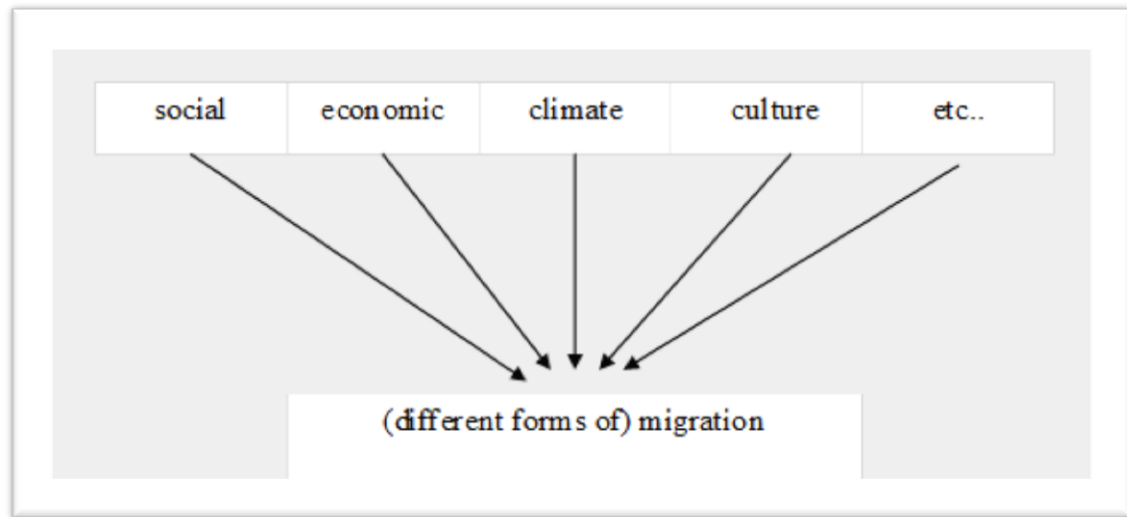 social economic climate culture etc..
(different forms of) migration